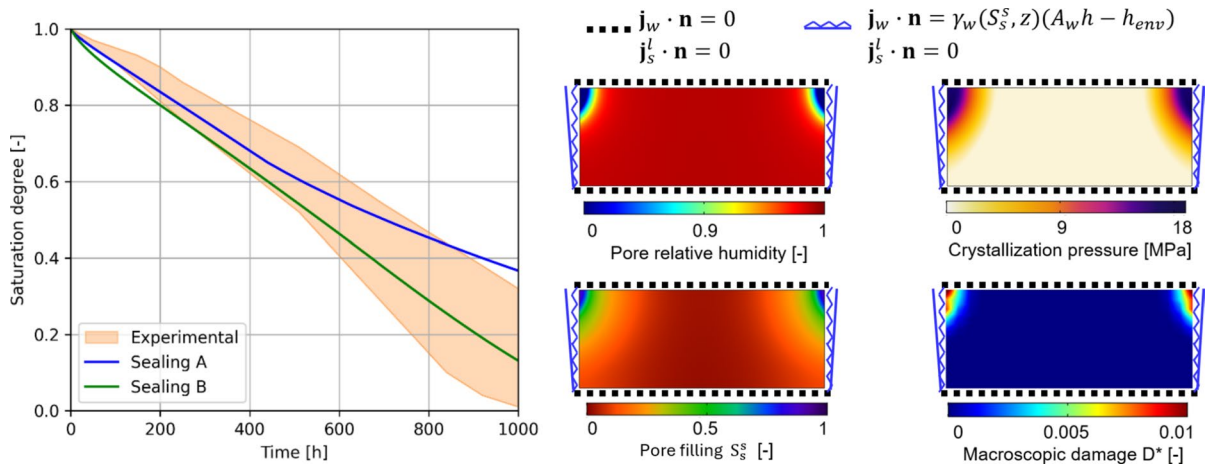 1.0
0.8
0.6
0.4
0.2
0.0
Saturation degree [-]
Experimental
Sealing A
Sealing B
0 200 400 600 800 1000
Time [h]
j_w · n = 0
j_s^l · n = 0
j_w · n = γ_w(S_s^s, z)(A_w h − h_env)
j_s^l · n = 0
0 0.9 1
Pore relative humidity [-]
0 9 18
Crystallization pressure [MPa]
0 0.5 1
Pore filling S_s^s [-]
0 0.005 0.01
Macroscopic damage D* [-]